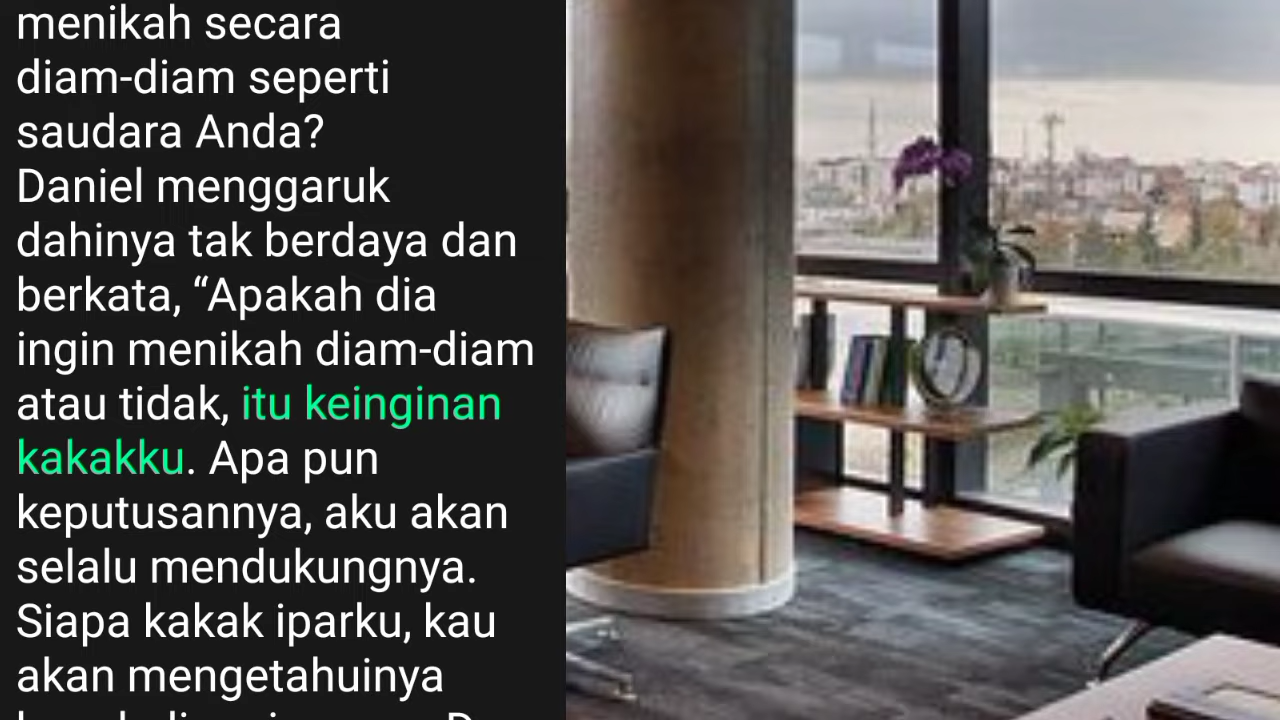 menikah secara
diam-diam seperti
saudara Anda?
Daniel menggaruk
dahinya tak berdaya dan
berkata, “Apakah dia
ingin menikah diam-diam
atau tidak, itu keinginan
kakakku. Apa pun
keputusannya, aku akan
selalu mendukungnya.
Siapa kakak iparku, kau
akan mengetahuinya